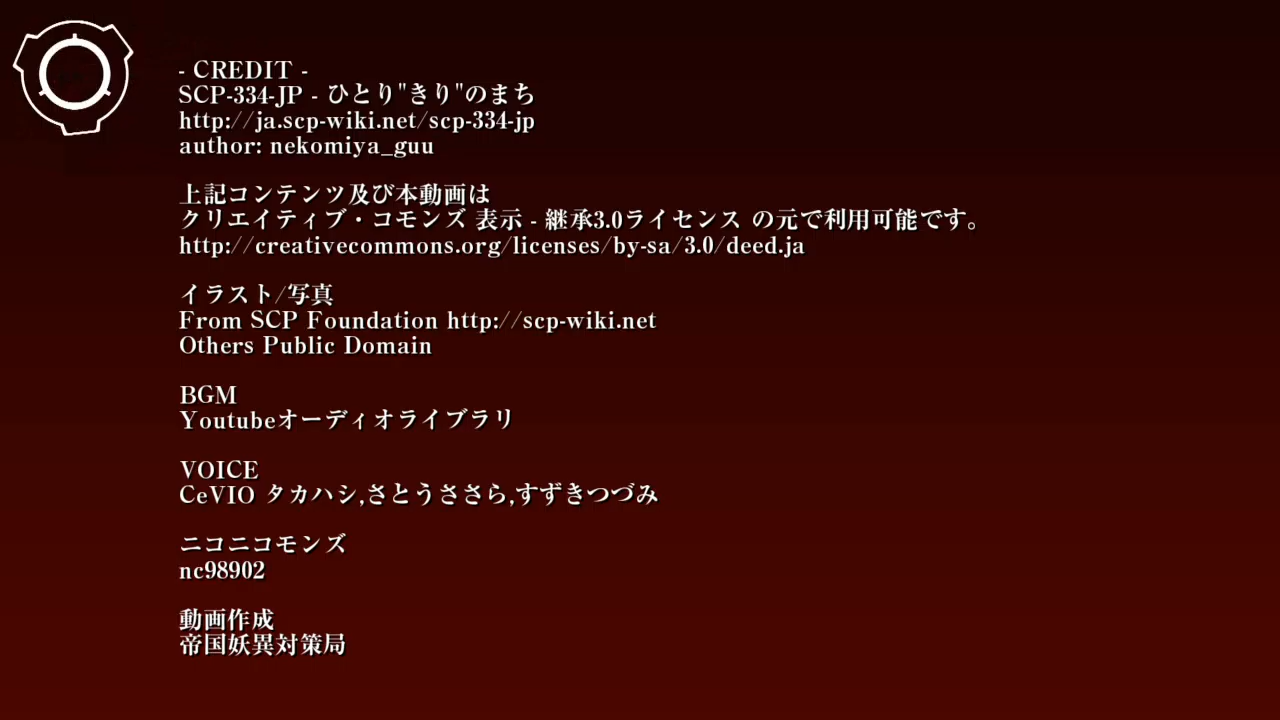 - CREDIT -
SCP-334-JP - ひとり"きり"のまち
http://ja.scp-wiki.net/scp-334-jp
author: nekomiya_guu
上記コンテンツ及び本動画は
クリエイティブ・コモンズ 表示 - 継承3.0ライセンス の元で利用可能です。
http://creativecommons.org/licenses/by-sa/3.0/deed.ja
イラスト/写真
From SCP Foundation http://scp-wiki.net
Others Public Domain
BGM
Youtubeオーディオライブラリ
VOICE
CeVIO タカハシ,さとうささら,すずきつづみ
ニコニコモンズ
nc98902
動画作成
帝国妖異対策局